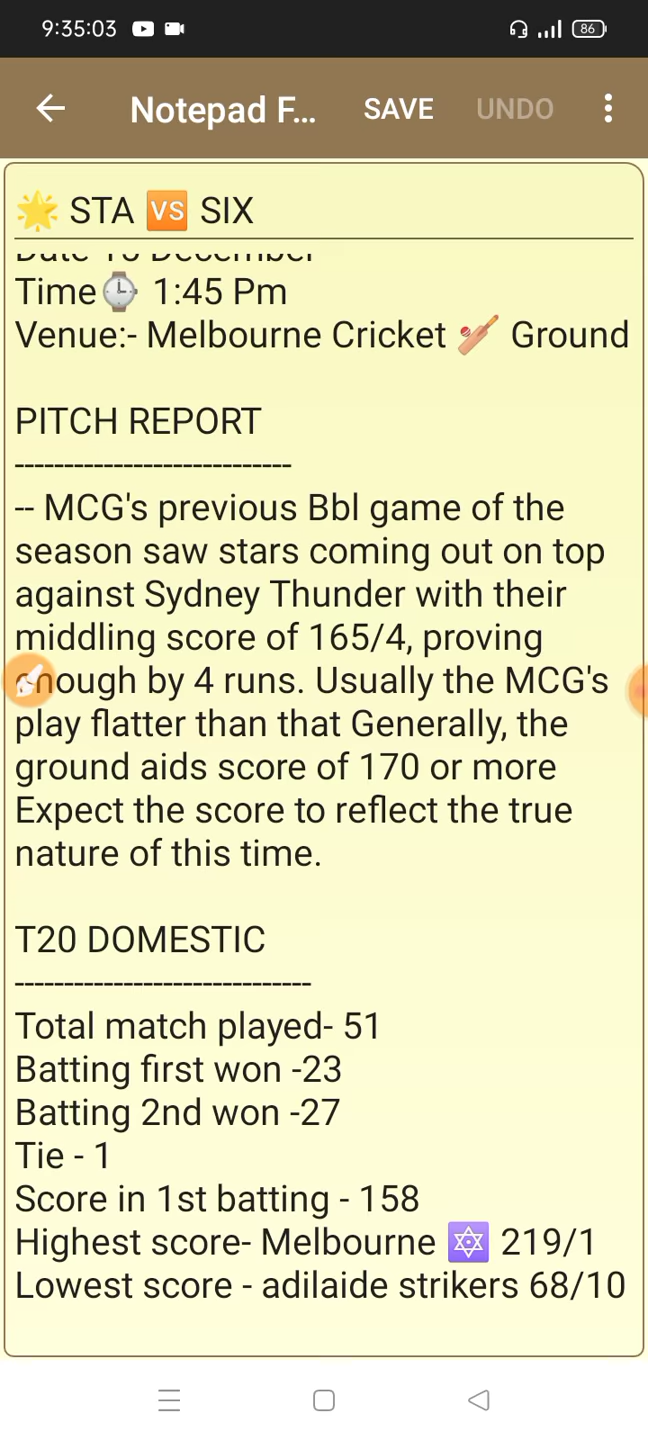 9:35:03
86
Notepad F... SAVE UNDO
🌟 STA 🆚 SIX
Time⌚ 1:45 Pm
Venue:- Melbourne Cricket 🏏 Ground
PITCH REPORT
----------------------------
-- MCG's previous Bbl game of the
season saw stars coming out on top
against Sydney Thunder with their
middling score of 165/4, proving
enough by 4 runs. Usually the MCG's
play flatter than that Generally, the
ground aids score of 170 or more
Expect the score to reflect the true
nature of this time.
T20 DOMESTIC
------------------------------
Total match played- 51
Batting first won -23
Batting 2nd won -27
Tie - 1
Score in 1st batting - 158
Highest score- Melbourne 🔯 219/1
Lowest score - adilaide strikers 68/10